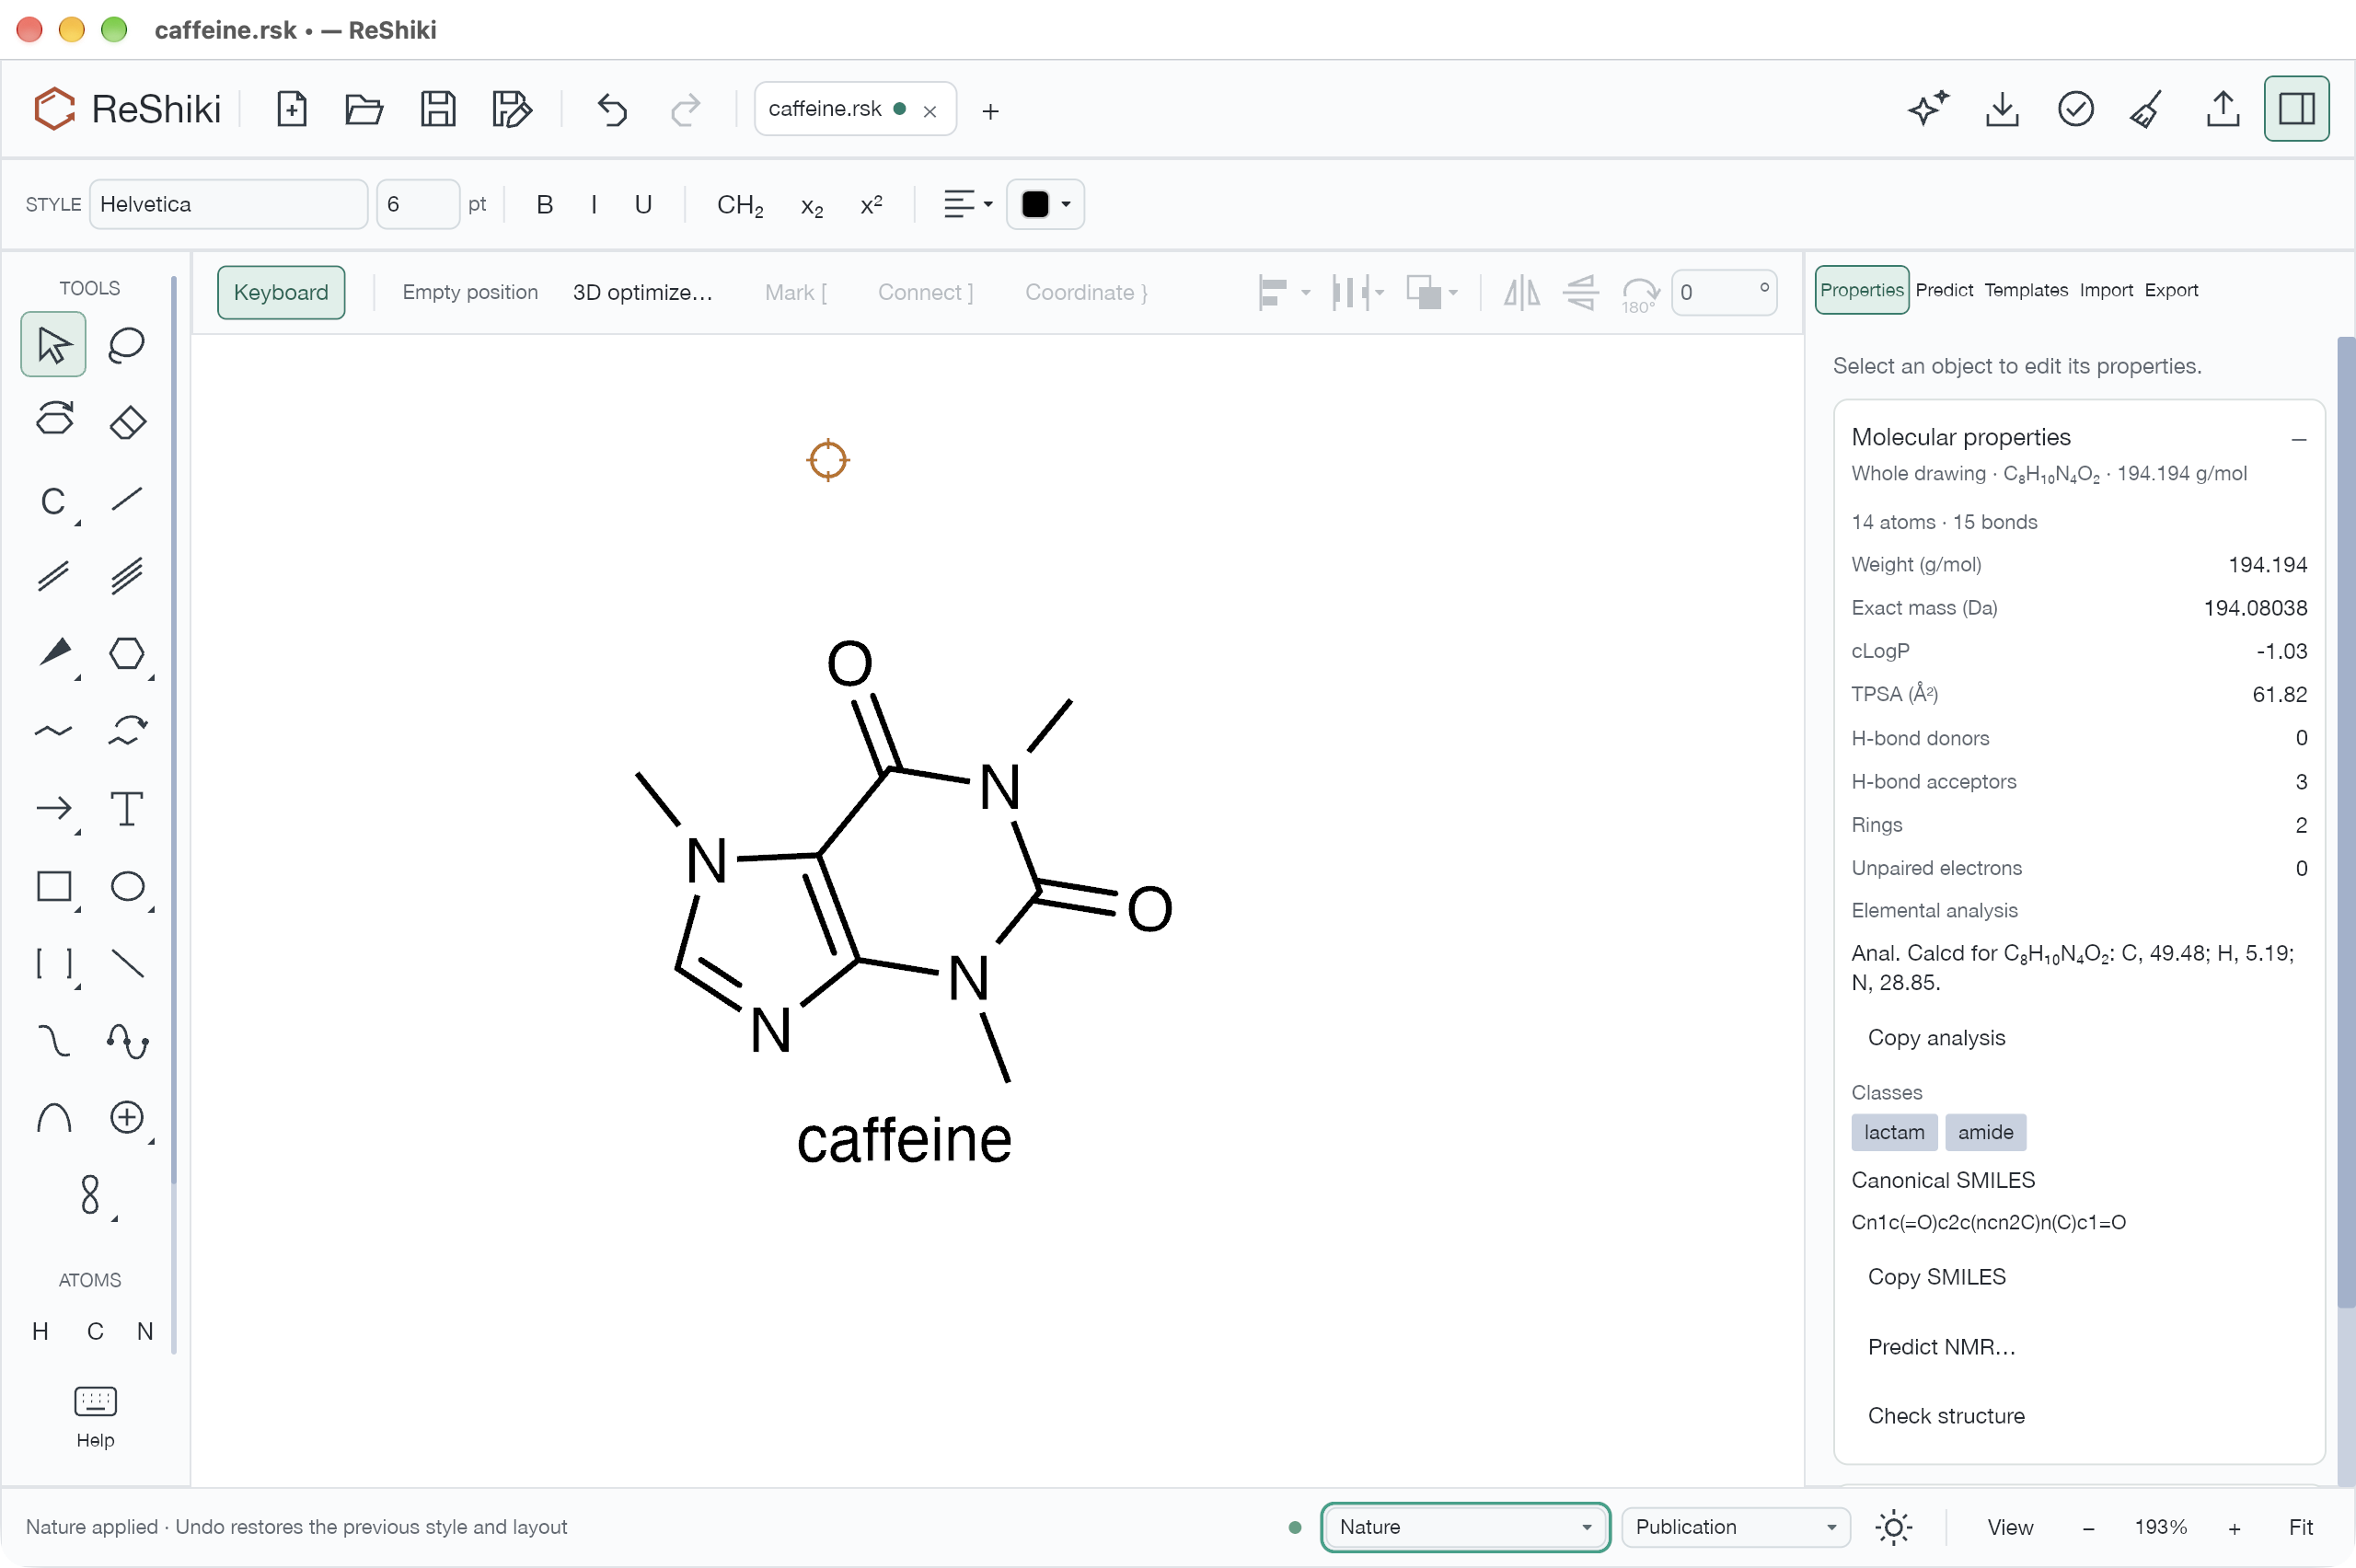 caffeine.rsk • — ReShiki
ReShiki
caffeine.rsk ● × +
STYLE Helvetica 6 pt B I U CH₂ x₂ x²
TOOLS
Keyboard Empty position 3D optimize... Mark [ Connect ] Coordinate } 180° 0 °
Properties Predict Templates Import Export
C
T
[ ]
ATOMS
H C N
Help
O
N
N
O
N
N
caffeine
Select an object to edit its properties.
Molecular properties –
Whole drawing · C₈H₁₀N₄O₂ · 194.194 g/mol
14 atoms · 15 bonds
Weight (g/mol) 194.194
Exact mass (Da) 194.08038
cLogP -1.03
TPSA (Å²) 61.82
H-bond donors 0
H-bond acceptors 3
Rings 2
Unpaired electrons 0
Elemental analysis
Anal. Calcd for C₈H₁₀N₄O₂: C, 49.48; H, 5.19;
N, 28.85.
Copy analysis
Classes
lactam amide
Canonical SMILES
Cn1c(=O)c2c(ncn2C)n(C)c1=O
Copy SMILES
Predict NMR...
Check structure
Nature applied · Undo restores the previous style and layout
Nature Publication View – 193% + Fit